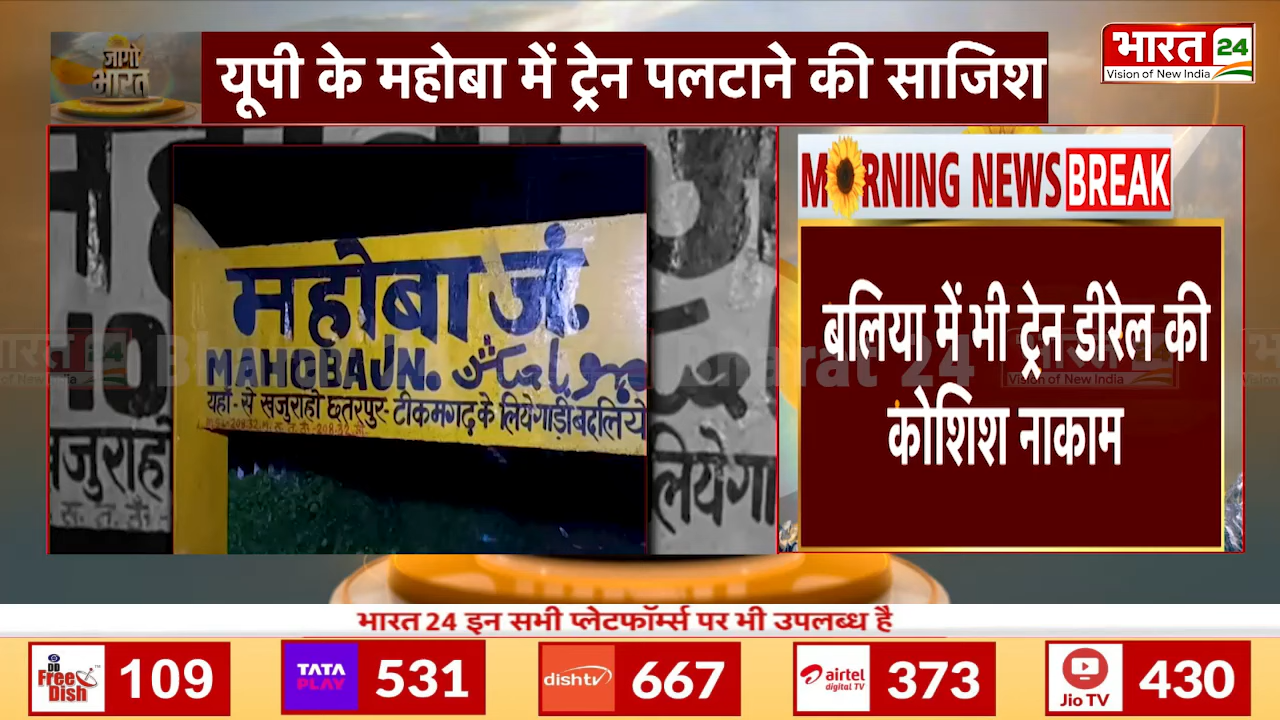 जागो
भारत
यूपी के महोबा में ट्रेन पलटाने की साजिश
भारत 24
Vision of New India
MORNING NEWS BREAK
महोबा जं.
MAHOBA JN.
यहाँ-से खजुराहो छतरपुर-टीकमगढ़ के लिये गाड़ी बदलिये
बलिया में भी ट्रेन डीरेल की
कोशिश नाकाम
भारत 24 इन सभी प्लेटफॉर्म्स पर भी उपलब्ध है
DD Free Dish 109
TATA PLAY 531
dishtv 667
airtel digital TV 373
Jio TV 430